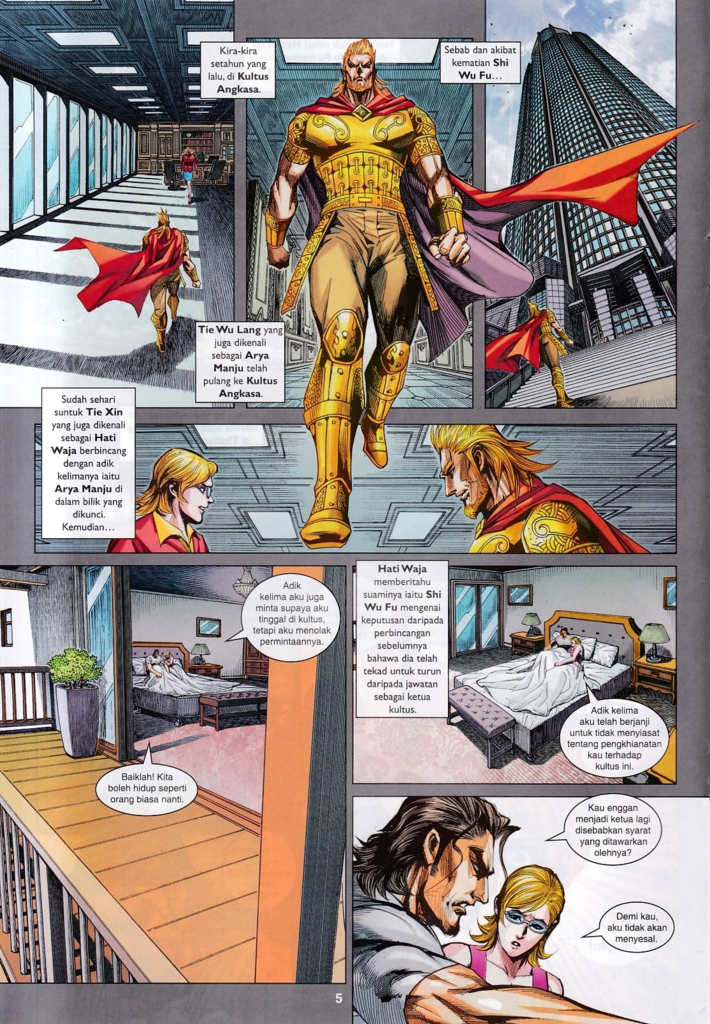 Kira-kira
setahun yang
lalu, di Kultus
Angkasa.
Sebab dan akibat
kematian Shi
Wu Fu…
Tie Wu Lang yang
juga dikenali
sebagai Arya
Manju telah
pulang ke Kultus
Angkasa.
Sudah sehari
suntuk Tie Xin
yang juga dikenali
sebagai Hati
Waja berbincang
dengan adik
kelimanya iaitu
Arya Manju di
dalam bilik yang
dikunci.
Kemudian…
Adik
kelima aku juga
minta supaya aku
tinggal di kultus,
tetapi aku menolak
permintaannya.
Baiklah! Kita
boleh hidup seperti
orang biasa nanti.
Hati Waja
memberitahu
suaminya iaitu Shi
Wu Fu mengenai
keputusan daripada
perbincangan
sebelumnya
bahawa dia telah
tekad untuk turun
daripada jawatan
sebagai ketua
kultus.
Adik kelima
aku telah berjanji
untuk tidak menyiasat
tentang pengkhianatan
kau terhadap
kultus ini.
Kau enggan
menjadi ketua lagi
disebabkan syarat
yang ditawarkan
olehnya?
Demi kau,
aku tidak akan
menyesal.
5